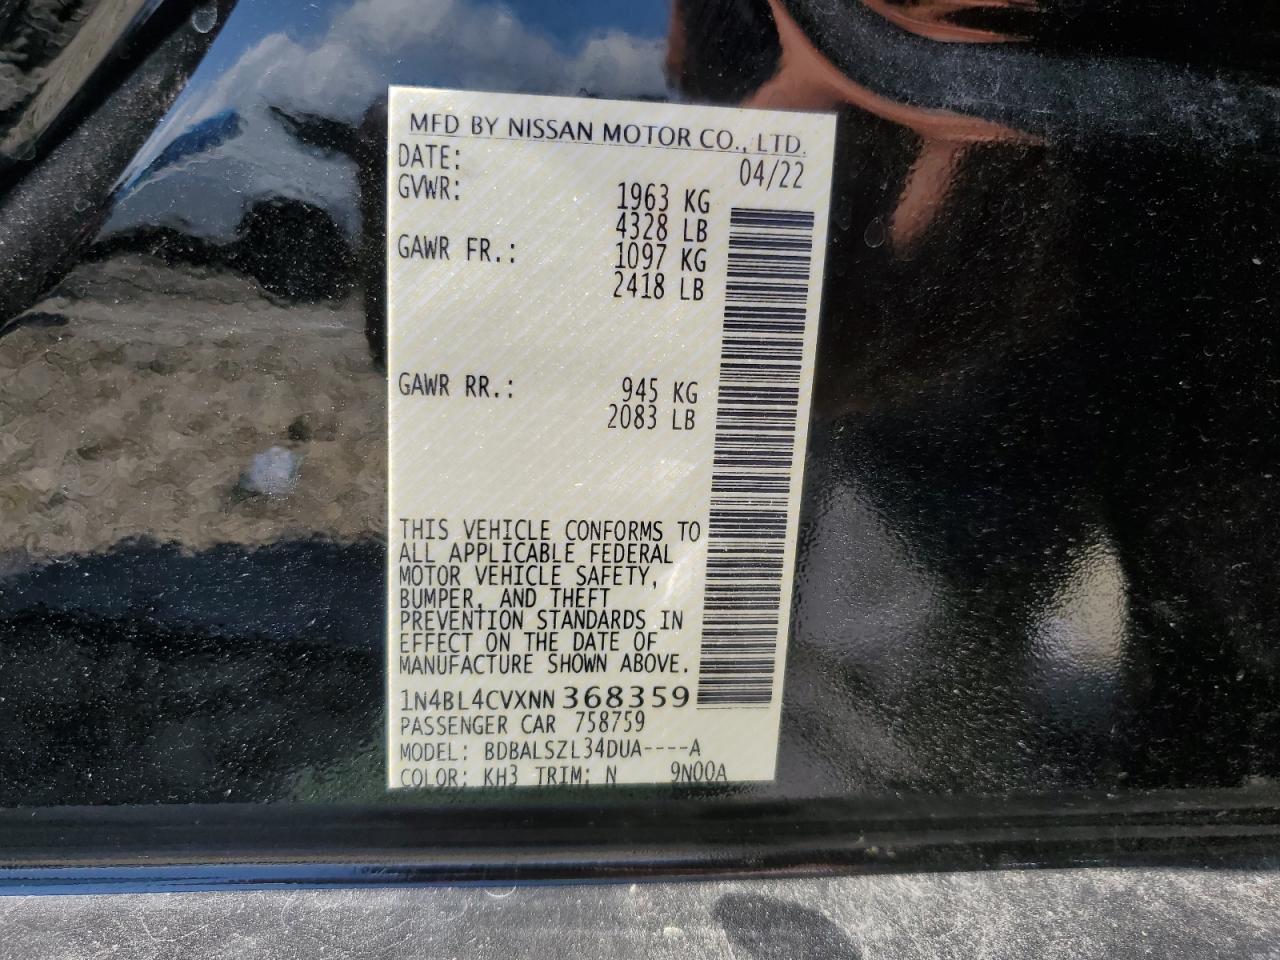 MFD BY NISSAN MOTOR CO., LTD.
DATE: 04/22
GVWR: 1963 KG
4328 LB
GAWR FR.: 1097 KG
2418 LB
GAWR RR.: 945 KG
2083 LB
THIS VEHICLE CONFORMS TO
ALL APPLICABLE FEDERAL
MOTOR VEHICLE SAFETY,
BUMPER, AND THEFT
PREVENTION STANDARDS IN
EFFECT ON THE DATE OF
MANUFACTURE SHOWN ABOVE.
1N4BL4CVXNN368359
PASSENGER CAR 758759
MODEL: BDBALSZL34DUA----A
COLOR: KH3 TRIM: N 9N00A